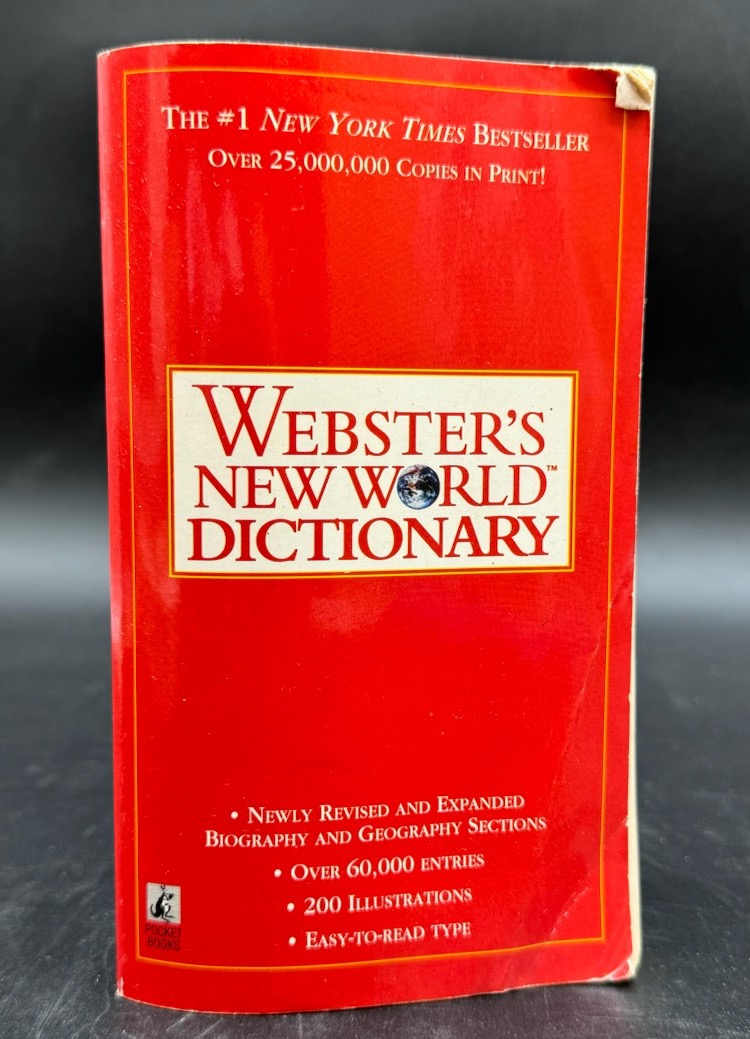 The #1 New York Times Bestseller
Over 25,000,000 Copies in Print!
Webster's
New World™
Dictionary
• Newly Revised and Expanded
Biography and Geography Sections
• Over 60,000 entries
• 200 Illustrations
• Easy-to-read type
POCKET
BOOKS